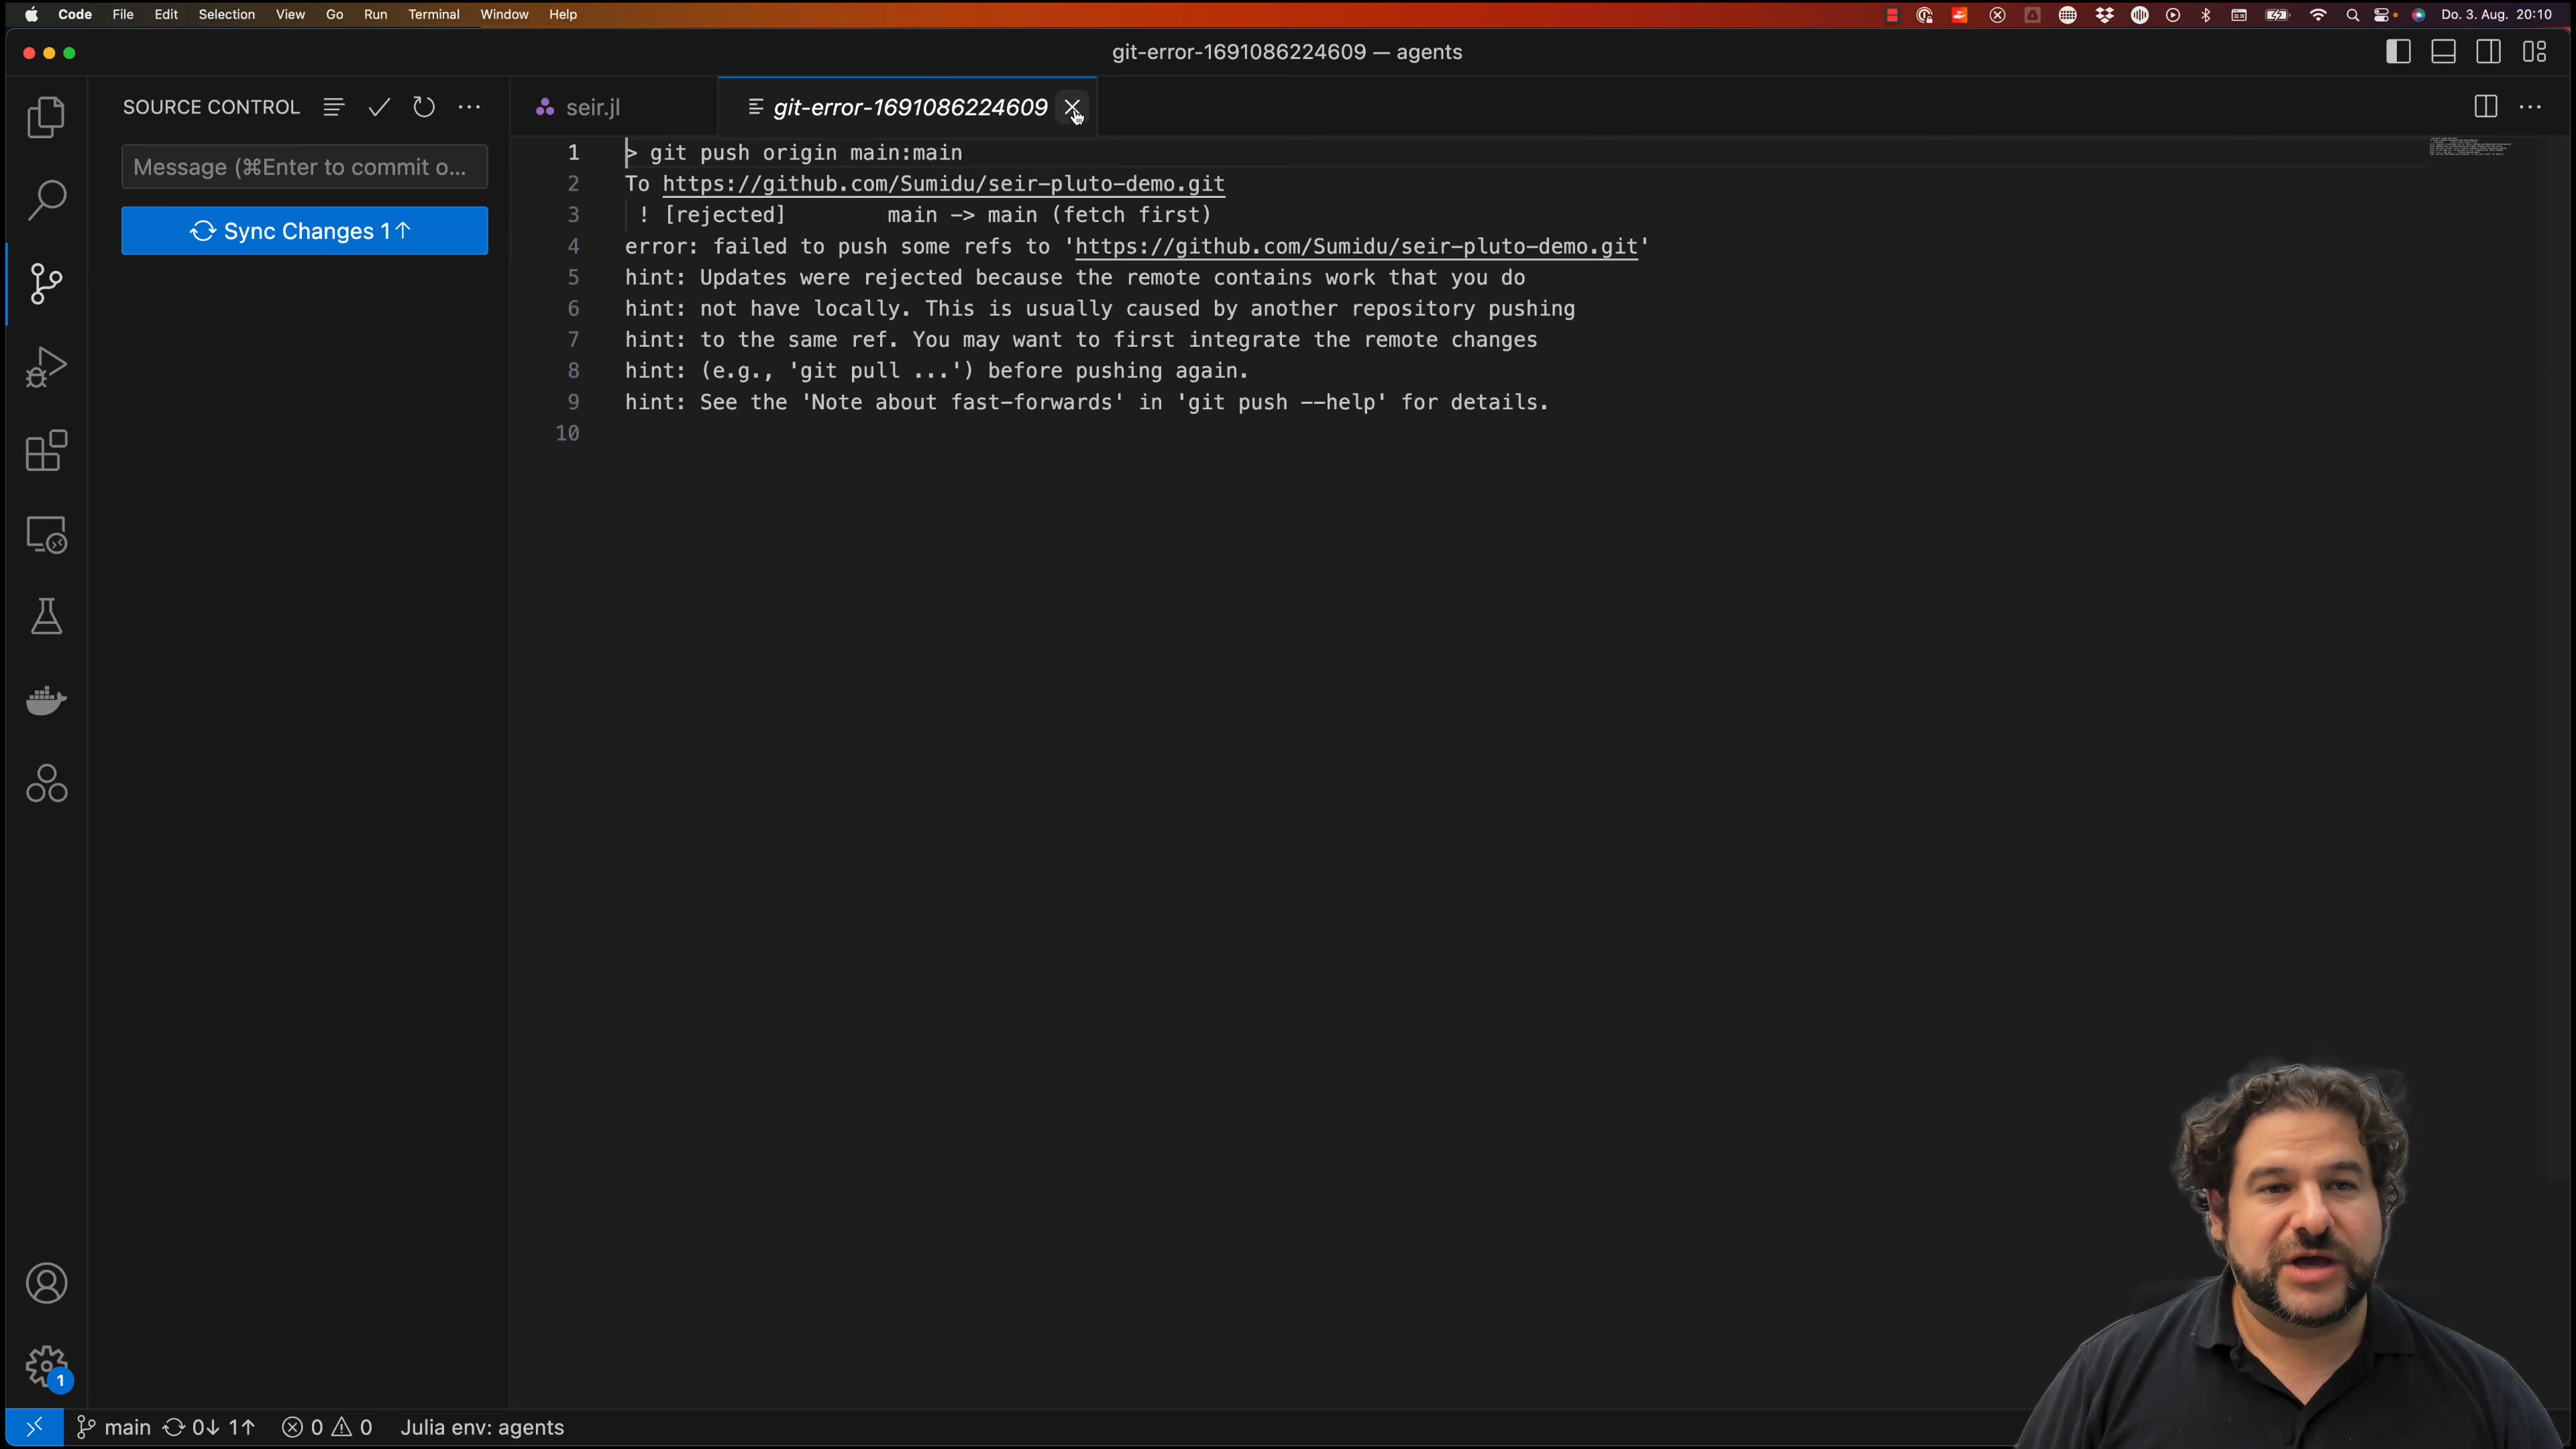 Code File Edit Selection View Go Run Terminal Window Help Do. 3. Aug. 20:10
git-error-1691086224609 — agents
SOURCE CONTROL
seir.jl git-error-1691086224609
Message (⌘Enter to commit o...
Sync Changes 1↑
1 > git push origin main:main
2 To https://github.com/Sumidu/seir-pluto-demo.git
3 ! [rejected] main -> main (fetch first)
4 error: failed to push some refs to 'https://github.com/Sumidu/seir-pluto-demo.git'
5 hint: Updates were rejected because the remote contains work that you do
6 hint: not have locally. This is usually caused by another repository pushing
7 hint: to the same ref. You may want to first integrate the remote changes
8 hint: (e.g., 'git pull ...') before pushing again.
9 hint: See the 'Note about fast-forwards' in 'git push --help' for details.
10
1
main 0↓ 1↑ 0 0 Julia env: agents